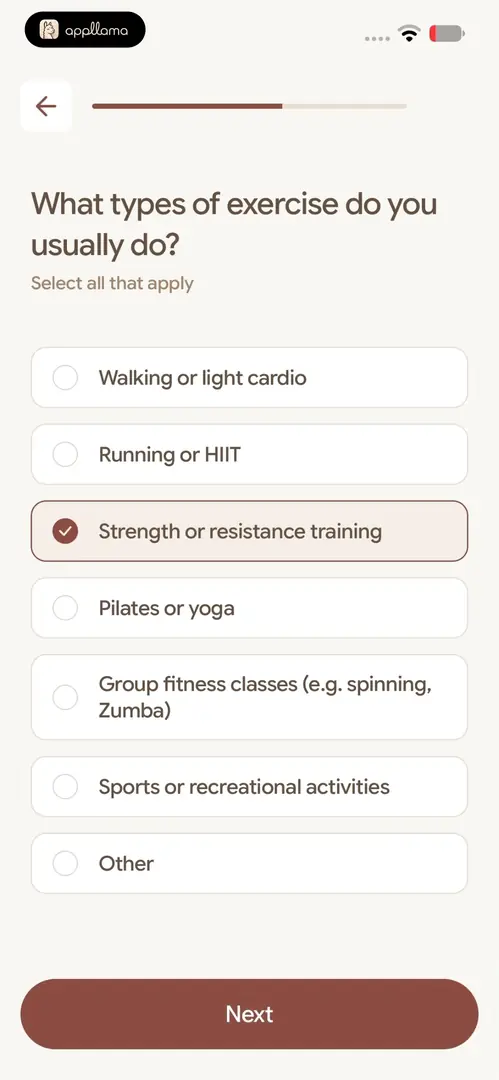 appllama
What types of exercise do you
usually do?
Select all that apply
Walking or light cardio
Running or HIIT
Strength or resistance training
Pilates or yoga
Group fitness classes (e.g. spinning,
Zumba)
Sports or recreational activities
Other
Next